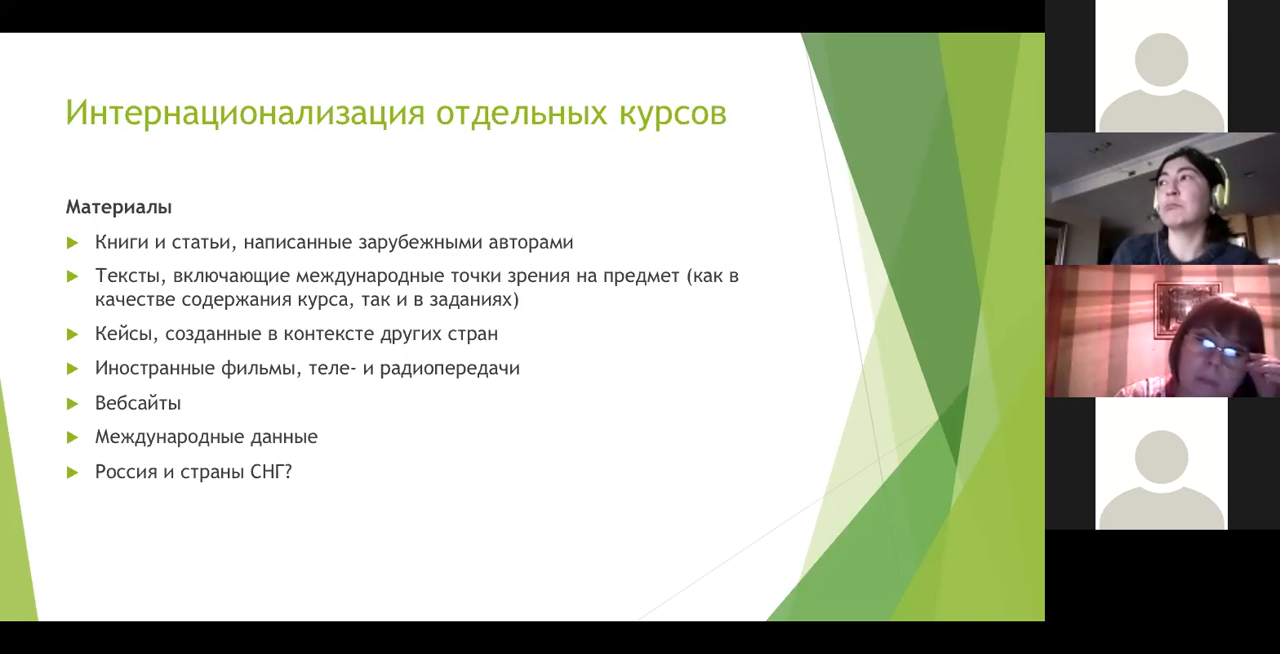 Интернационализация отдельных курсов
Материалы
Книги и статьи, написанные зарубежными авторами
Тексты, включающие международные точки зрения на предмет (как в
качестве содержания курса, так и в заданиях)
Кейсы, созданные в контексте других стран
Иностранные фильмы, теле- и радиопередачи
Вебсайты
Международные данные
Россия и страны СНГ?